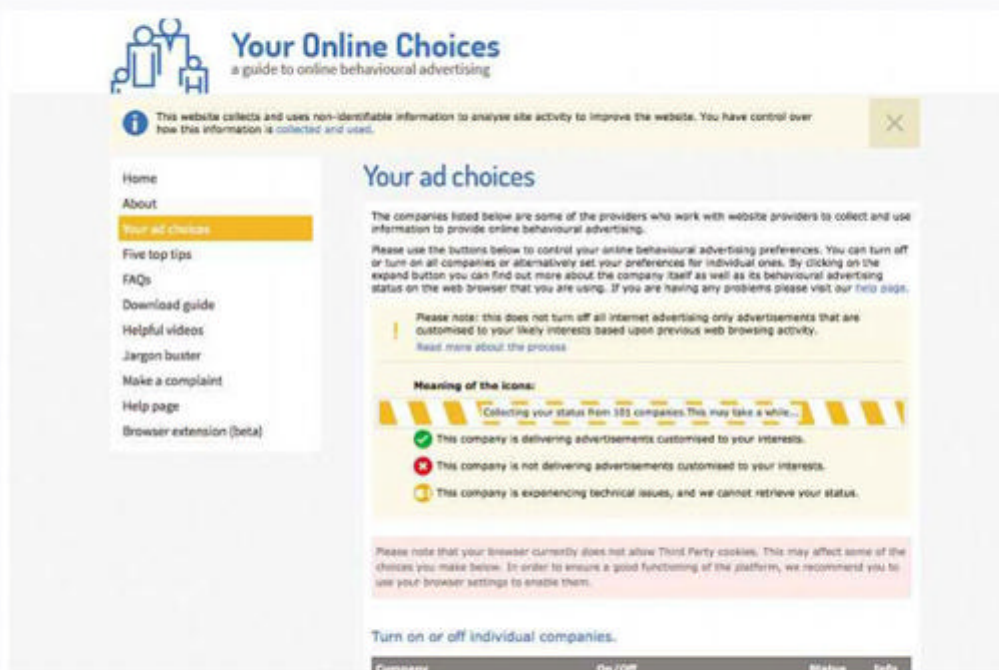 Your Online Choices
a guide to online behavioural advertising
This website collects and uses non-identifiable information to analyse site activity to improve the website. You have control over
how this information is collected and used.
Home
About
Your ad choices
Five top tips
FAQs
Download guide
Helpful videos
Jargon buster
Make a complaint
Help page
Browser extension (beta)
Your ad choices
The companies listed below are some of the providers who work with website providers to collect and use
information to provide online behavioural advertising.
Please use the buttons below to control your online behavioural advertising preferences. You can turn off
or turn on all companies or alternatively set your preferences for individual ones. By clicking on the
expand button you can find out more about the company itself as well as its behavioural advertising
status on the web browser that you are using. If you are having any problems please visit our help page.
Please note: this does not turn off all internet advertising only advertisements that are
customised to your likely interests based upon previous web browsing activity.
Read more about the process
Meaning of the icons:
Collecting your status from 101 companies.This may take a while...
This company is delivering advertisements customised to your interests.
This company is not delivering advertisements customised to your interests.
This company is experiencing technical issues, and we cannot retrieve your status.
Please note that your browser currently does not allow Third Party cookies. This may affect some of the
choices you make below. In order to ensure a good functioning of the platform, we recommend you to
use your browser settings to enable them.
Turn on or off individual companies.
Company On/Off Status Info